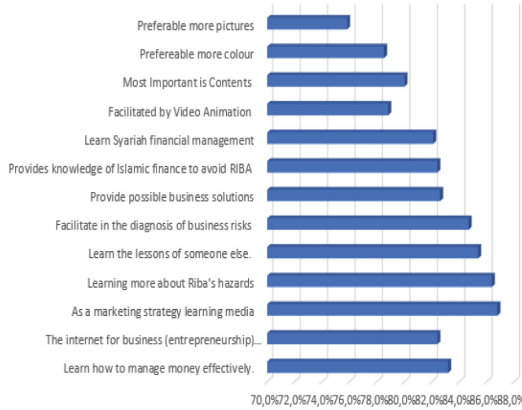 Preferable more pictures
Prefereable more colour
Most Important is Contents
Facilitated by Video Animation
Learn Syariah financial management
Provides knowledge of Islamic finance to avoid RIBA
Provide possible business solutions
Facilitate in the diagnosis of business risks
Learn the lessons of someone else.
Learning more about Riba's hazards
As a marketing strategy learning media
The internet for business (entrepreneurship)...
Learn how to manage money effectively.
70,0%72,0%74,0%76,0%78,0%80,0%82,0%84,0%86,0%88,0%